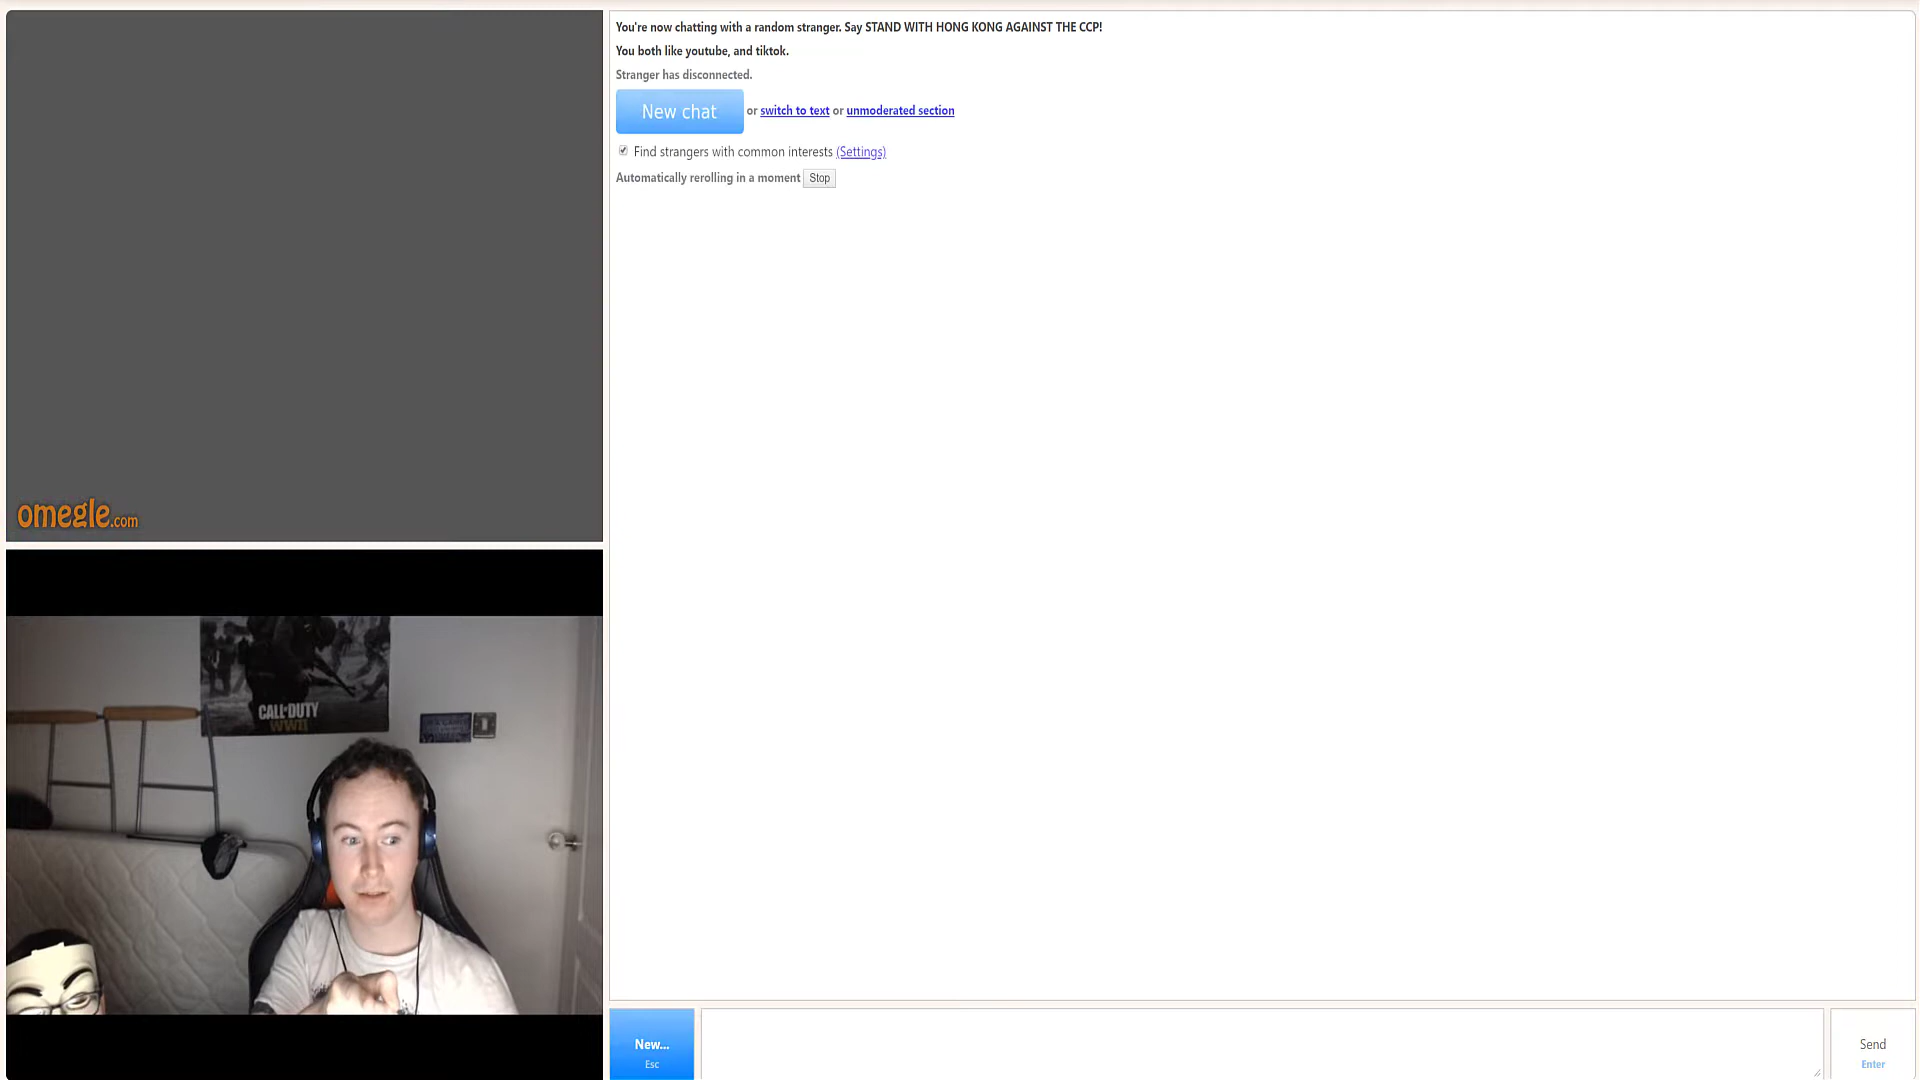 You're now chatting with a random stranger. Say STAND WITH HONG KONG AGAINST THE CCP!
You both like youtube, and tiktok.
Stranger has disconnected.
New chat or switch to text or unmoderated section
Find strangers with common interests (Settings)
Automatically rerolling in a moment Stop
omegle.com
CALL OF DUTY
WWII
New...
Esc
Send
Enter